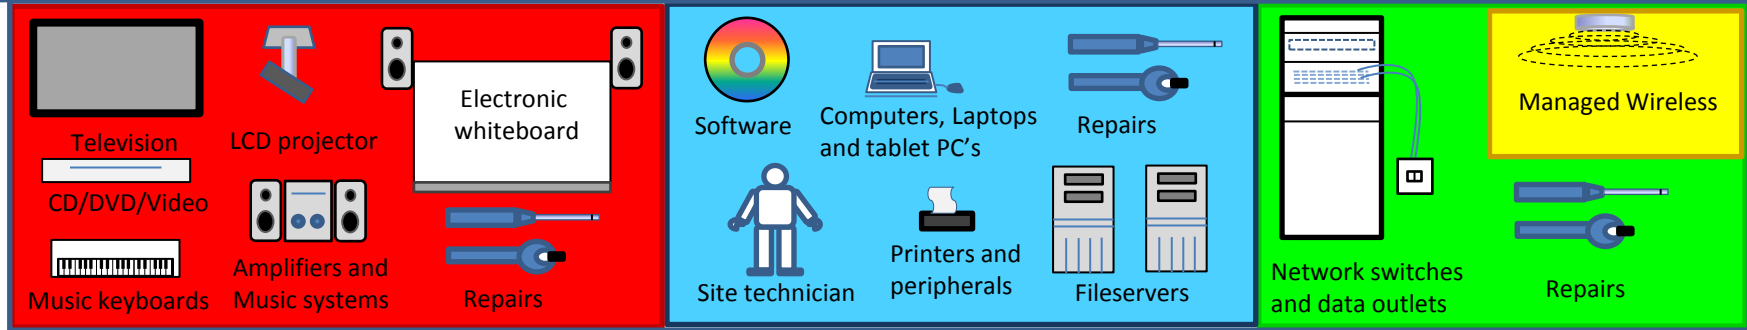 Television
LCD projector
Electronic
whiteboard
CD/DVD/Video
Music keyboards
Amplifiers and
Music systems
Repairs
Software
Computers, Laptops
and tablet PC's
Repairs
Site technician
Printers and
peripherals
Fileservers
Managed Wireless
Network switches
and data outlets
Repairs